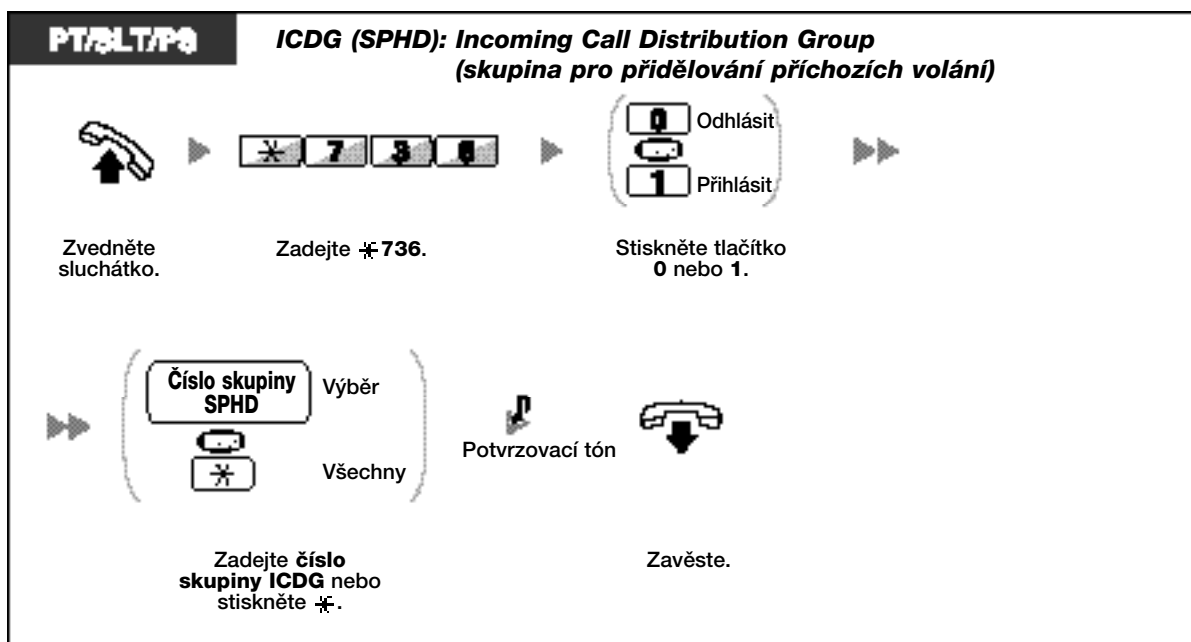 PT/SLT/PS
ICDG (SPHD): Incoming Call Distribution Group
(skupina pro přidělování příchozích volání)
0 Odhlásit
* 7 3 6
1 Přihlásit
Zvedněte
sluchátko.
Zadejte *736.
Stiskněte tlačítko
0 nebo 1.
Číslo skupiny
SPHD
Výběr
* Všechny
Potvrzovací tón
Zadejte číslo
skupiny ICDG nebo
stiskněte *.
Zavěste.